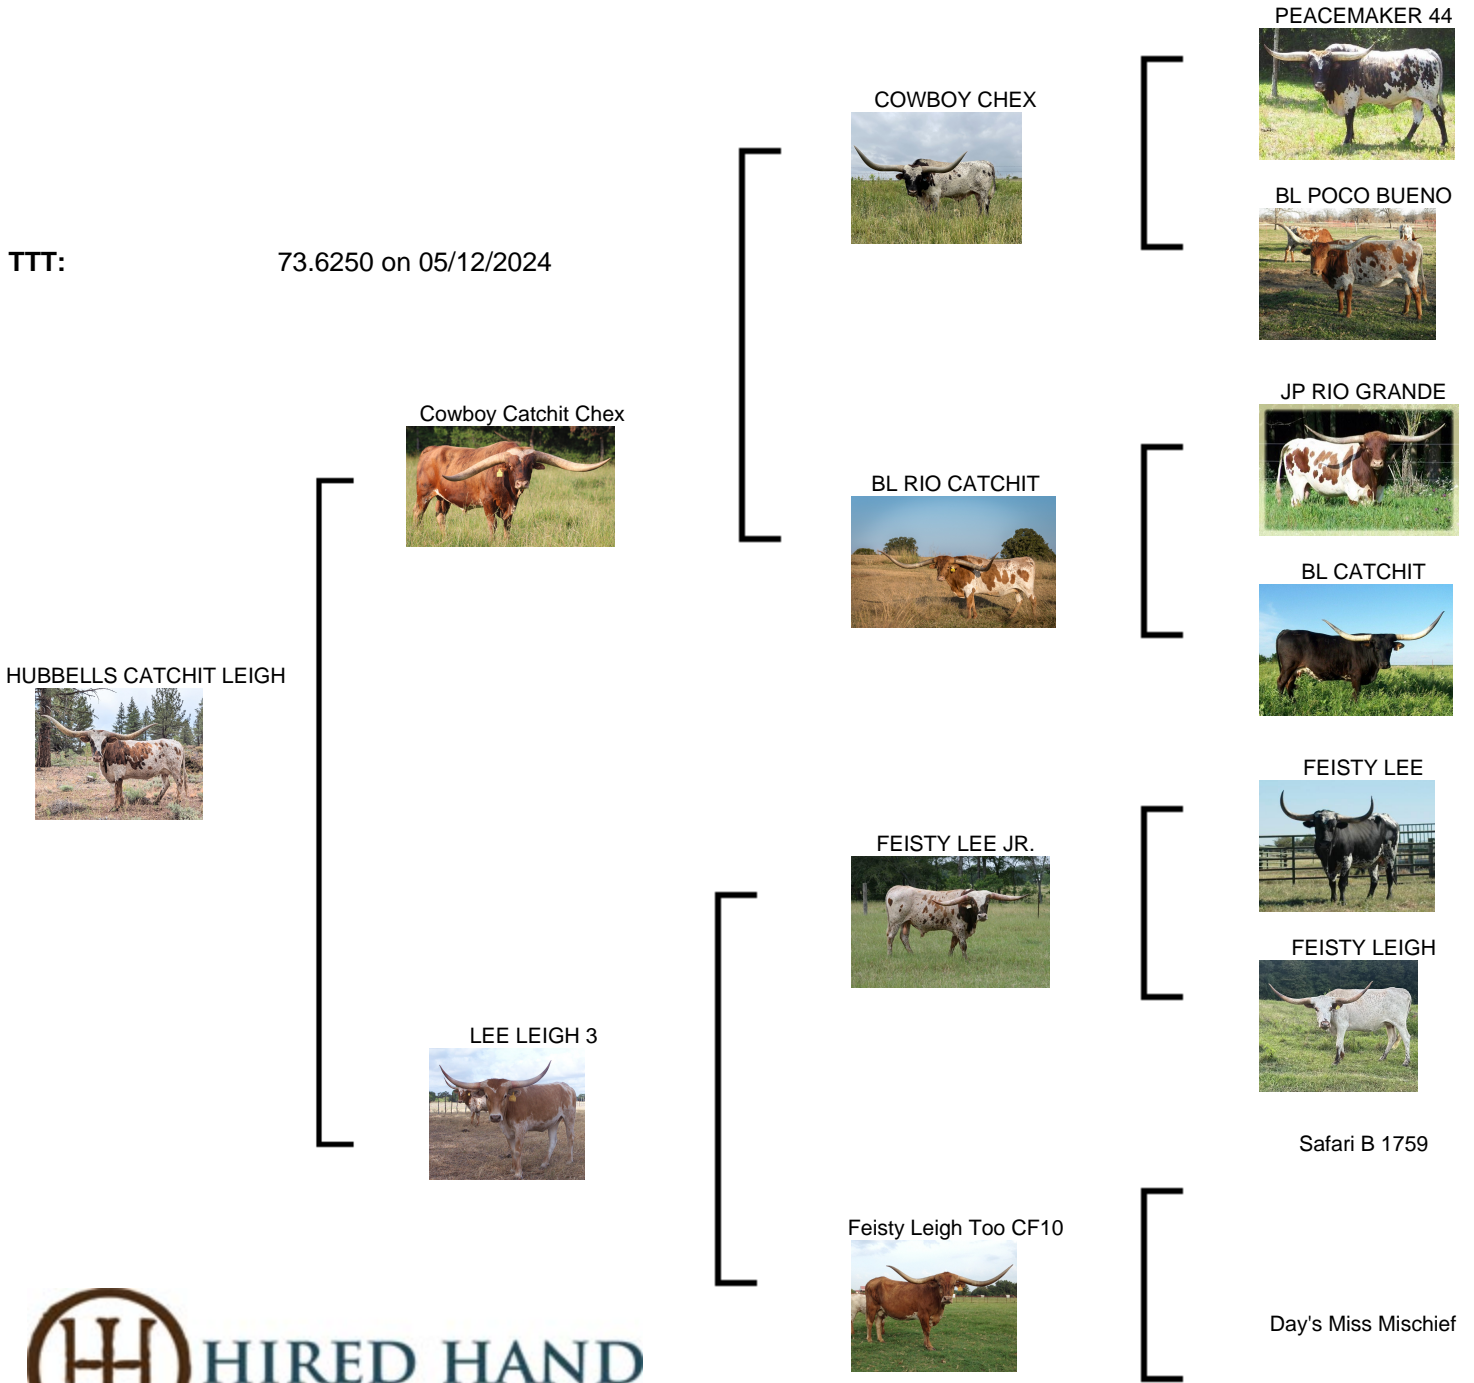 PEACEMAKER 44
COWBOY CHEX
BL POCO BUENO
TTT: 73.6250 on 05/12/2024
JP RIO GRANDE
Cowboy Catchit Chex
BL RIO CATCHIT
BL CATCHIT
HUBBELLS CATCHIT LEIGH
FEISTY LEE
FEISTY LEE JR.
FEISTY LEIGH
LEE LEIGH 3
Safari B 1759
Feisty Leigh Too CF10
Day's Miss Mischief
HIRED HAND